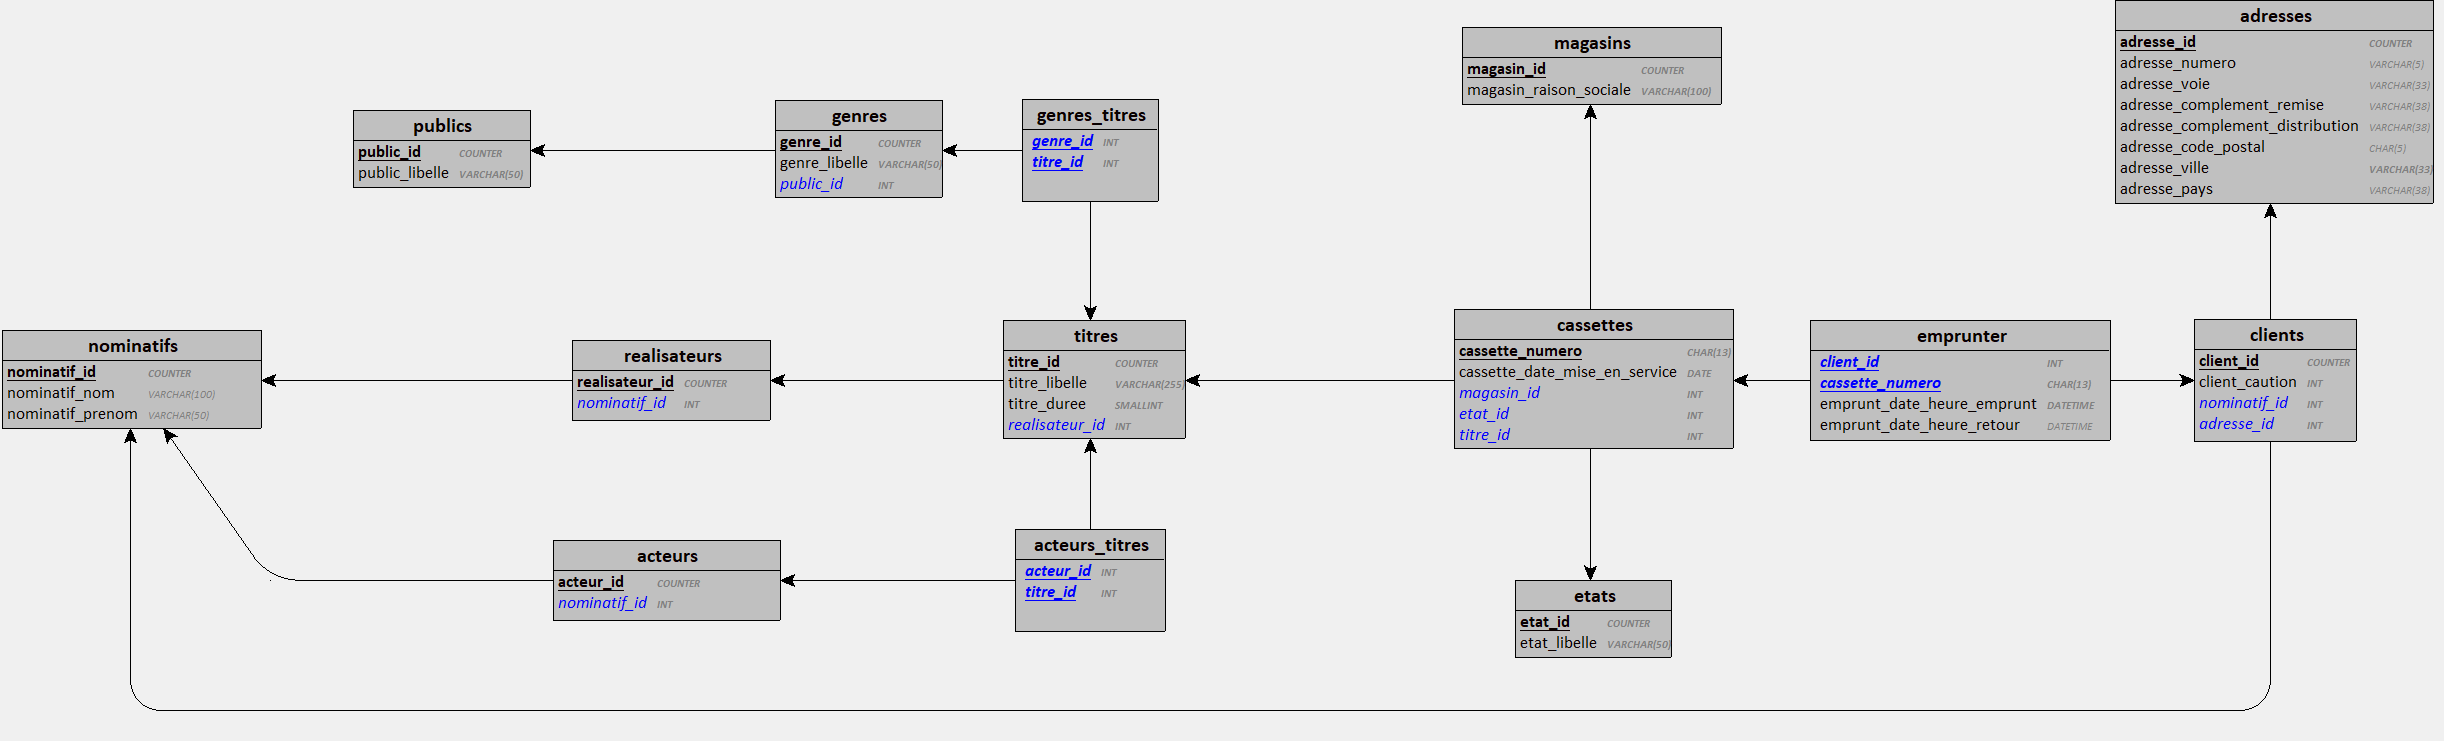 publics
public_id COUNTER
public_libelle VARCHAR(50)
genres
genre_id COUNTER
genre_libelle VARCHAR(50)
public_id INT
genres_titres
genre_id INT
titre_id INT
magasins
magasin_id COUNTER
magasin_raison_sociale VARCHAR(100)
adresses
adresse_id COUNTER
adresse_numero VARCHAR(5)
adresse_voie VARCHAR(33)
adresse_complement_remise VARCHAR(38)
adresse_complement_distribution VARCHAR(38)
adresse_code_postal CHAR(5)
adresse_ville VARCHAR(33)
adresse_pays VARCHAR(38)
nominatifs
nominatif_id COUNTER
nominatif_nom VARCHAR(100)
nominatif_prenom VARCHAR(50)
realisateurs
realisateur_id COUNTER
nominatif_id INT
titres
titre_id COUNTER
titre_libelle VARCHAR(255)
titre_duree SMALLINT
realisateur_id INT
cassettes
cassette_numero CHAR(13)
cassette_date_mise_en_service DATE
magasin_id INT
etat_id INT
titre_id INT
emprunter
client_id INT
cassette_numero CHAR(13)
emprunt_date_heure_emprunt DATETIME
emprunt_date_heure_retour DATETIME
clients
client_id COUNTER
client_caution INT
nominatif_id INT
adresse_id INT
acteurs
acteur_id COUNTER
nominatif_id INT
acteurs_titres
acteur_id INT
titre_id INT
etats
etat_id COUNTER
etat_libelle VARCHAR(50)